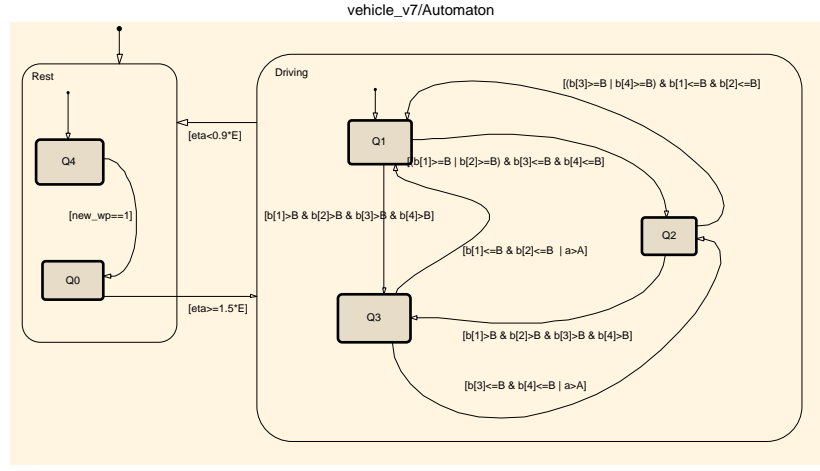 vehicle_v7/Automaton
Rest
Driving
[(b[3]>=B | b[4]>=B) & b[1]<=B & b[2]<=B]
[eta<0.9*E]
Q4
Q1
[(b[1]>=B | b[2]>=B) & b[3]<=B & b[4]<=B]
[new_wp==1]
[b[1]>B & b[2]>B & b[3]>B & b[4]>B]
Q2
[b[1]<=B & b[2]<=B | a>A]
Q0
[eta>=1.5*E]
Q3
[b[1]>B & b[2]>B & b[3]>B & b[4]>B]
[b[3]<=B & b[4]<=B | a>A]